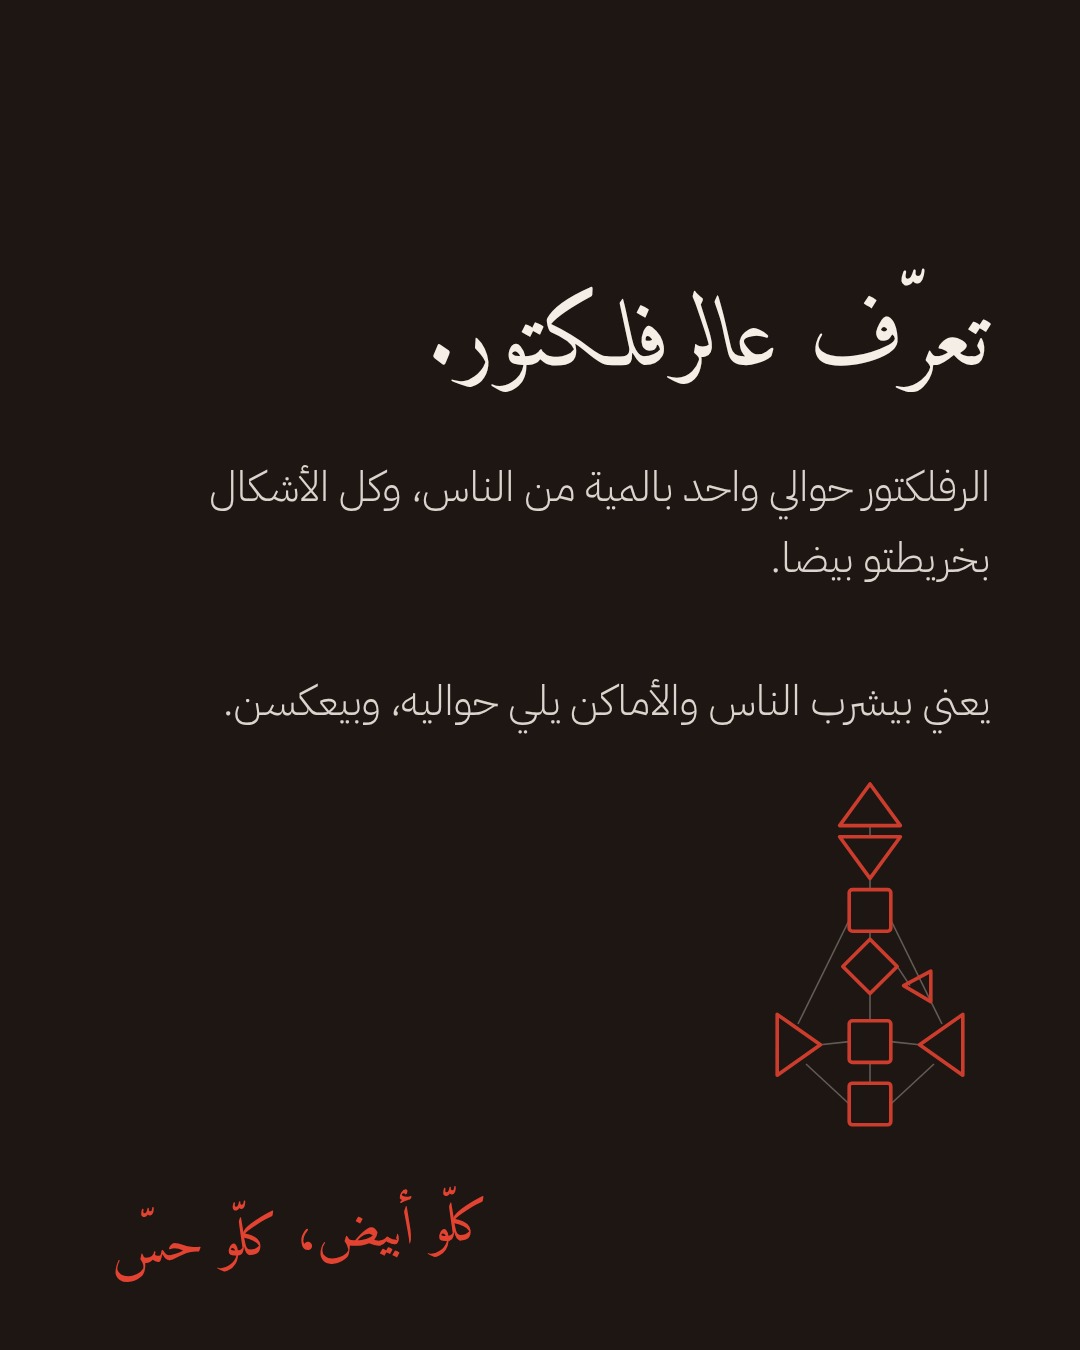 تعرّف عالرفلكتور.
الرفلكتور حوالي واحد بالمية من الناس، وكل الأشكال
بخريطتو بيضا.
يعني بيشرب الناس والأماكن يلي حواليه، وبيعكسن.
كلّو أبيض، كلّو حسّ